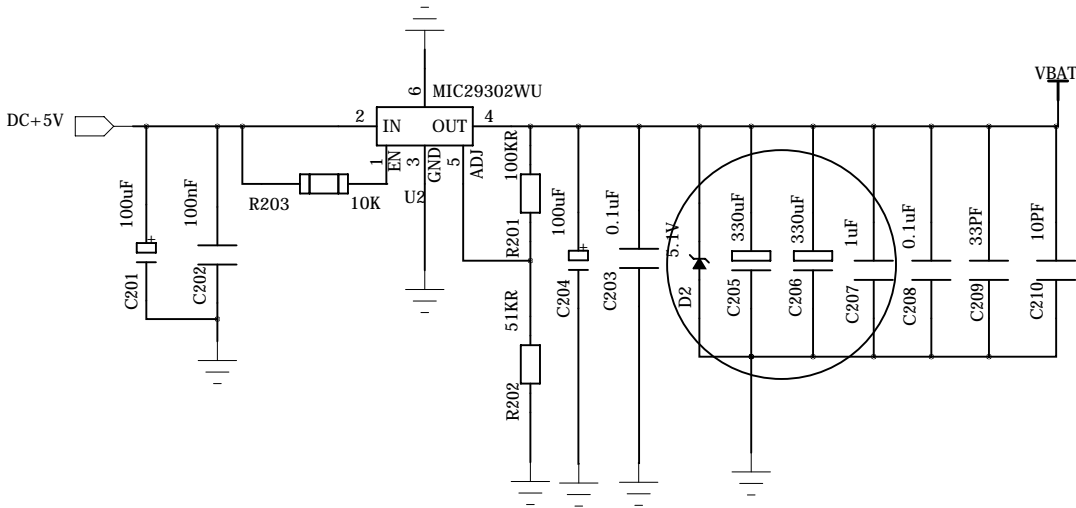 VBAT
6
MIC29302WU
DC+5V
2
IN
OUT
4
1
EN
3
GND
5
ADJ
U2
R203
10K
100uF
C201
100nF
C202
100KR
R201
51KR
R202
100uF
+
C204
0.1uF
C203
5.1V
D2
330uF
C205
330uF
C206
1uF
C207
0.1uF
C208
33PF
C209
10PF
C210
+